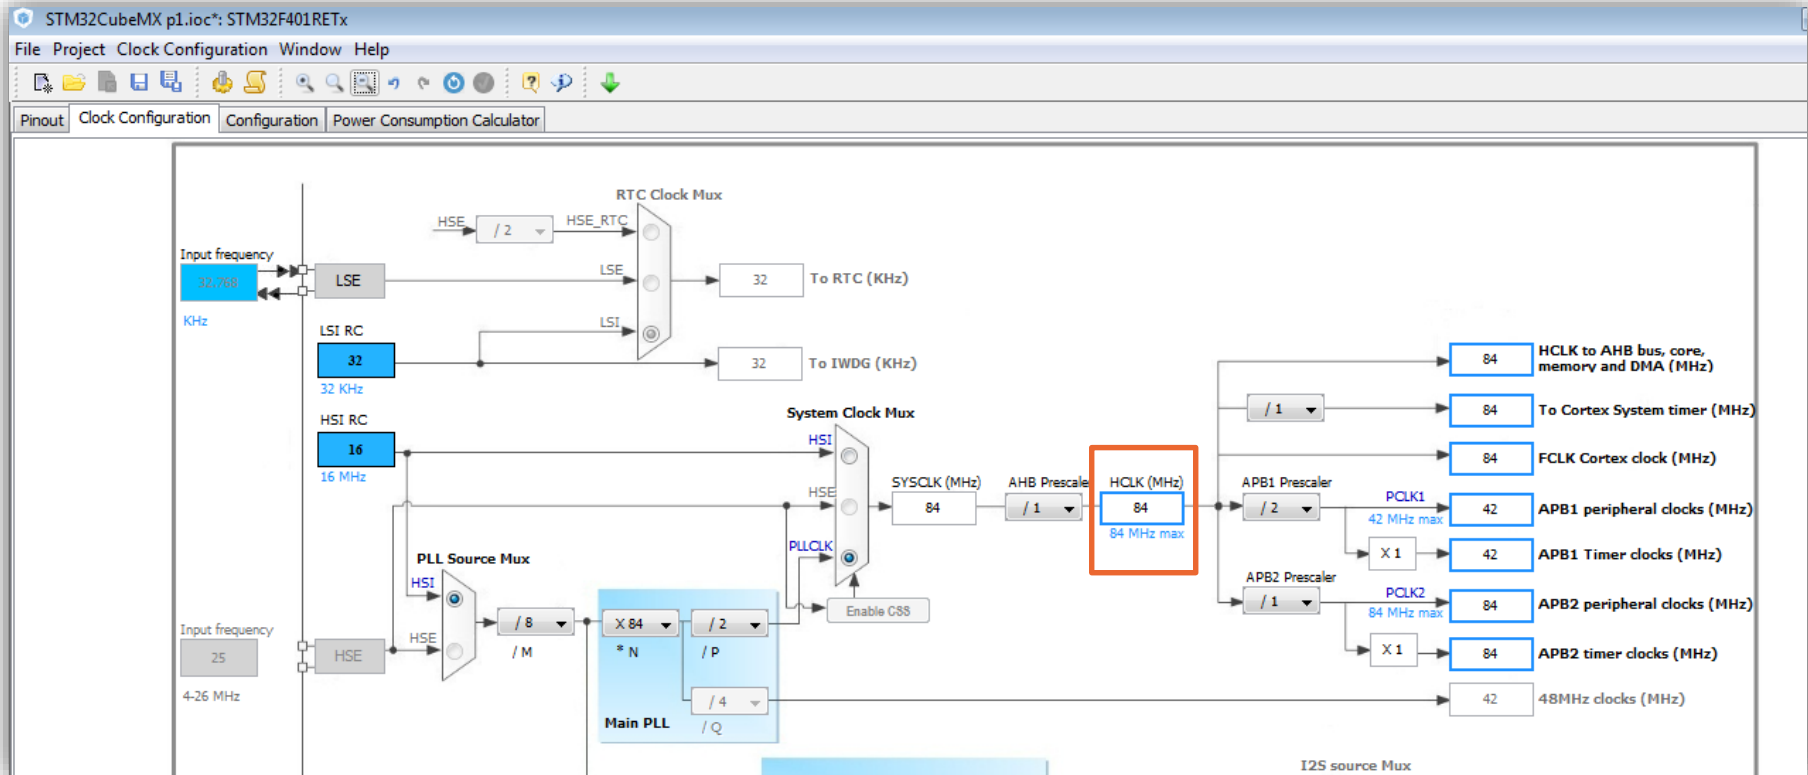 STM32CubeMX p1.ioc*: STM32F401RETx
File Project Clock Configuration Window Help
Pinout Clock Configuration Configuration Power Consumption Calculator
RTC Clock Mux
HSE / 2 HSE_RTC
Input frequency
32.768
KHz
LSE
LSE
32 To RTC (KHz)
LSI RC
32
32 KHz
LSI
32 To IWDG (KHz)
HSI RC
16
16 MHz
System Clock Mux
HSI
HSE
PLLCLK
SYSCLK (MHz)
84
AHB Prescale
/ 1
HCLK (MHz)
84
84 MHz max
84 HCLK to AHB bus, core,
memory and DMA (MHz)
/ 1 84 To Cortex System timer (MHz)
84 FCLK Cortex clock (MHz)
APB1 Prescaler
/ 2
PCLK1
42 MHz max
42 APB1 peripheral clocks (MHz)
X 1 42 APB1 Timer clocks (MHz)
APB2 Prescaler
/ 1
PCLK2
84 MHz max
84 APB2 peripheral clocks (MHz)
X 1 84 APB2 timer clocks (MHz)
42 48MHz clocks (MHz)
PLL Source Mux
HSI
HSE
Enable CSS
Input frequency
25
4-26 MHz
HSE
/ 8
/ M
X 84
* N
/ 2
/ P
/ 4
/ Q
Main PLL
I2S source Mux